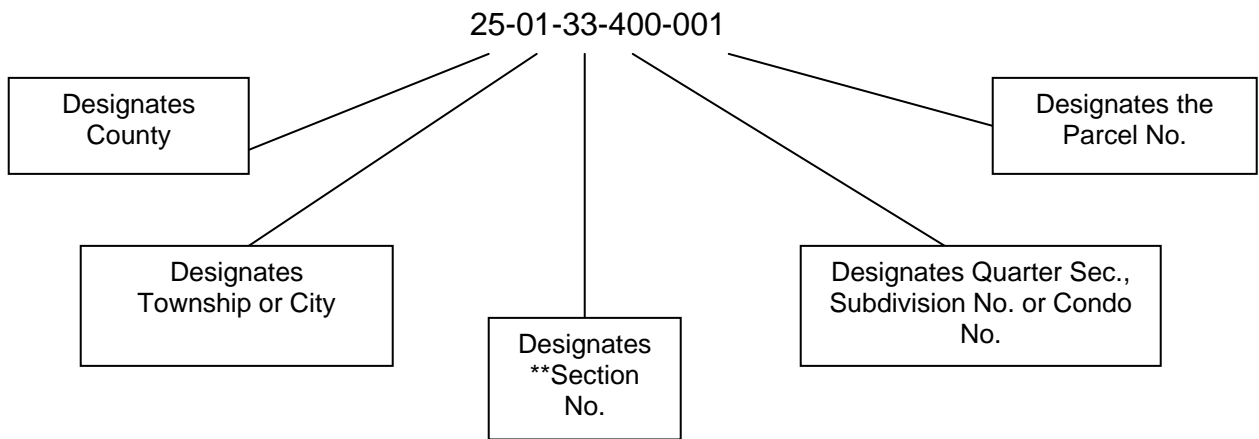 25-01-33-400-001
Designates
County
Designates the
Parcel No.
Designates
Township or City
Designates Quarter Sec.,
Subdivision No. or Condo
No.
Designates
**Section
No.